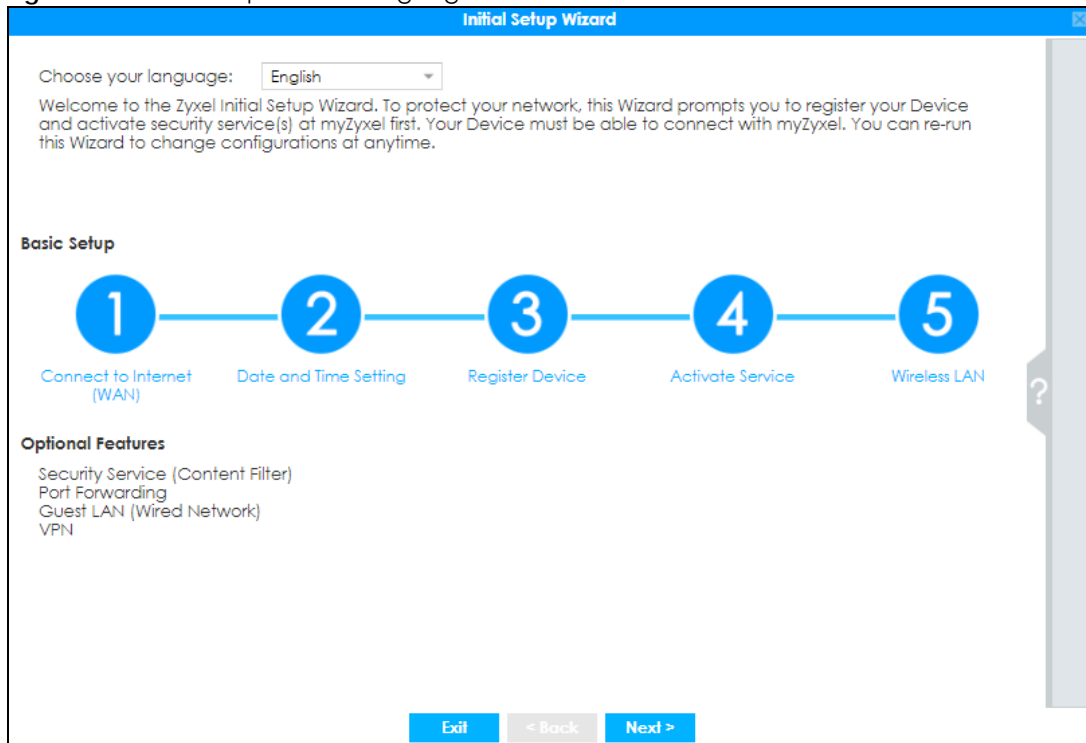 Initial Setup Wizard
Choose your language: English
Welcome to the Zyxel Initial Setup Wizard. To protect your network, this Wizard prompts you to register your Device
and activate security service(s) at myZyxel first. Your Device must be able to connect with myZyxel. You can re-run
this Wizard to change configurations at anytime.
Basic Setup
1 2 3 4 5
Connect to Internet Date and Time Setting Register Device Activate Service Wireless LAN
(WAN)
?
Optional Features
Security Service (Content Filter)
Port Forwarding
Guest LAN (Wired Network)
VPN
Exit < Back Next >